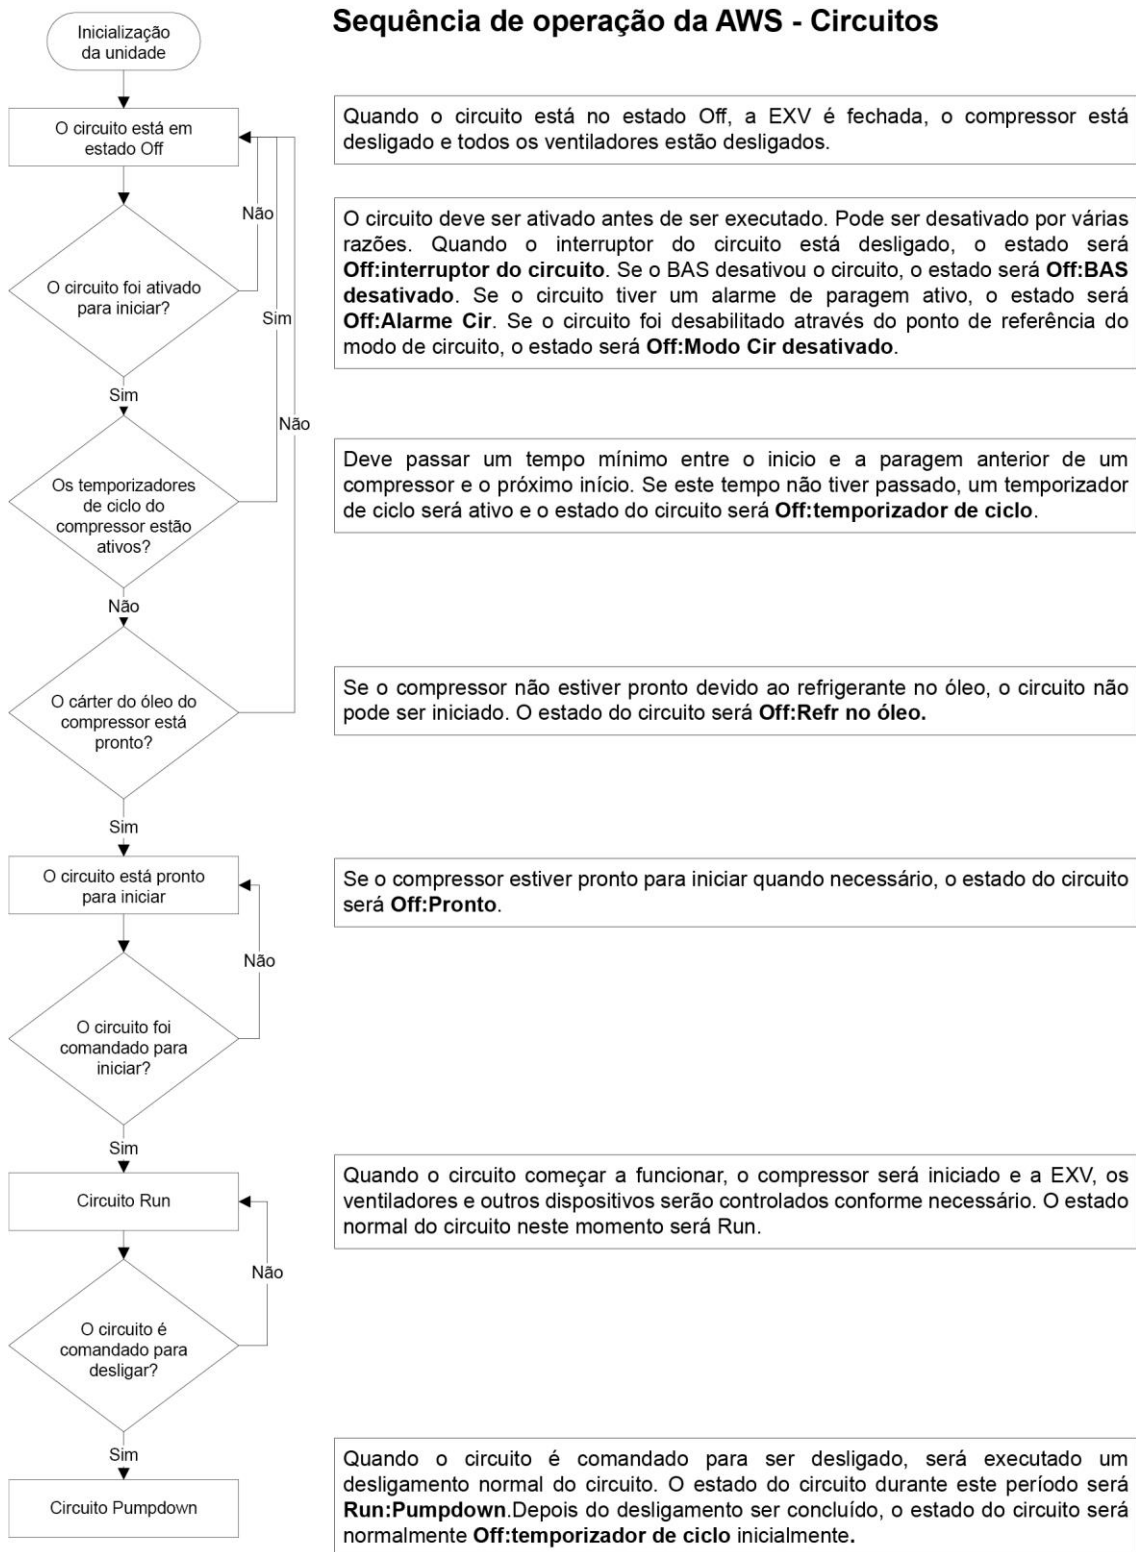 Sequência de operação da AWS - Circuitos
Inicialização
da unidade
O circuito está em
estado Off
Quando o circuito está no estado Off, a EXV é fechada, o compressor está
desligado e todos os ventiladores estão desligados.
Não
O circuito foi ativado
para iniciar?
O circuito deve ser ativado antes de ser executado. Pode ser desativado por várias
razões. Quando o interruptor do circuito está desligado, o estado será
Off:interruptor do circuito. Se o BAS desativou o circuito, o estado será Off:BAS
desativado. Se o circuito tiver um alarme de paragem ativo, o estado será
Off:Alarme Cir. Se o circuito foi desabilitado através do ponto de referência do
modo de circuito, o estado será Off:Modo Cir desativado.
Sim
Sim
Não
Os temporizadores
de ciclo do
compressor estão
ativos?
Deve passar um tempo mínimo entre o inicio e a paragem anterior de um
compressor e o próximo início. Se este tempo não tiver passado, um temporizador
de ciclo será ativo e o estado do circuito será Off:temporizador de ciclo.
Não
O cárter do óleo do
compressor está
pronto?
Se o compressor não estiver pronto devido ao refrigerante no óleo, o circuito não
pode ser iniciado. O estado do circuito será Off:Refr no óleo.
Sim
O circuito está pronto
para iniciar
Se o compressor estiver pronto para iniciar quando necessário, o estado do circuito
será Off:Pronto.
Não
O circuito foi
comandado para
iniciar?
Sim
Circuito Run
Quando o circuito começar a funcionar, o compressor será iniciado e a EXV, os
ventiladores e outros dispositivos serão controlados conforme necessário. O estado
normal do circuito neste momento será Run.
Não
O circuito é
comandado para
desligar?
Sim
Circuito Pumpdown
Quando o circuito é comandado para ser desligado, será executado um
desligamento normal do circuito. O estado do circuito durante este período será
Run:Pumpdown.Depois do desligamento ser concluído, o estado do circuito será
normalmente Off:temporizador de ciclo inicialmente.